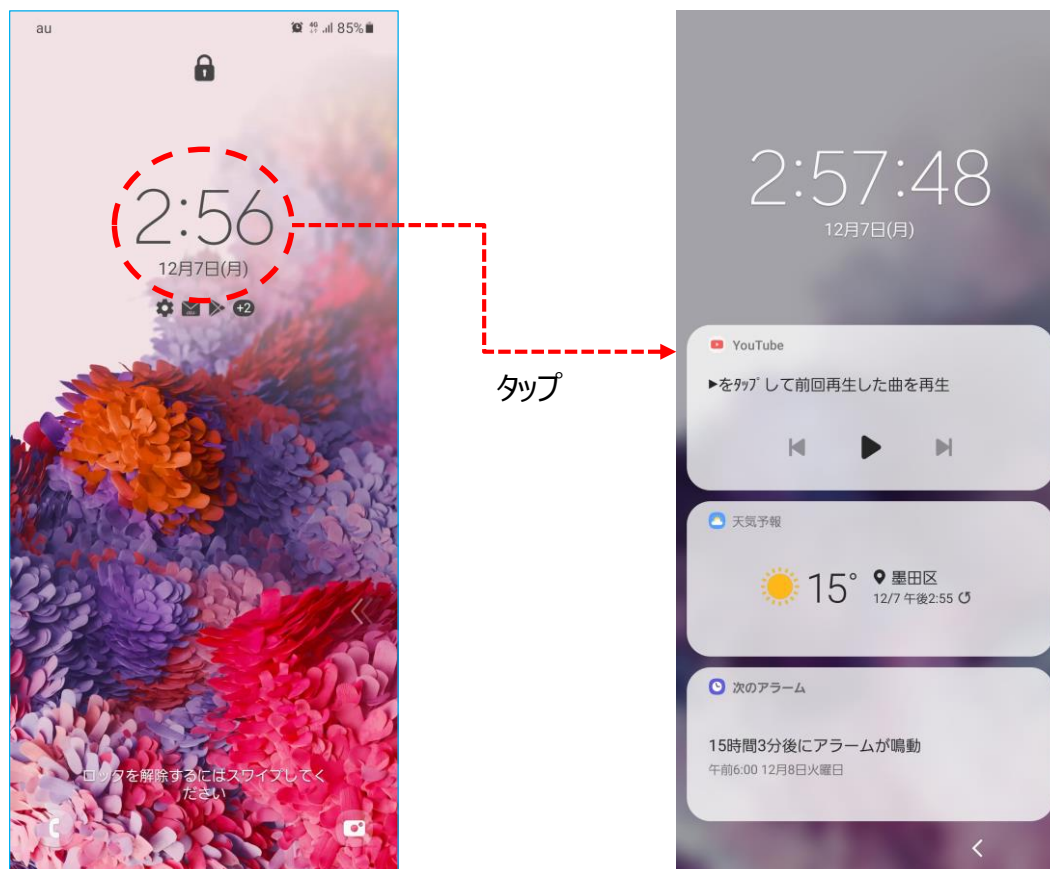 au
4G
85%
2:56
12月7日(月)
+2
ロックを解除するにはスワイプしてく
ださい
タップ
2:57:48
12月7日(月)
YouTube
▶をﾀｯﾌﾟして前回再生した曲を再生
天気予報
15°
墨田区
12/7 午後2:55
次のアラーム
15時間3分後にアラームが鳴動
午前6:00 12月8日火曜日